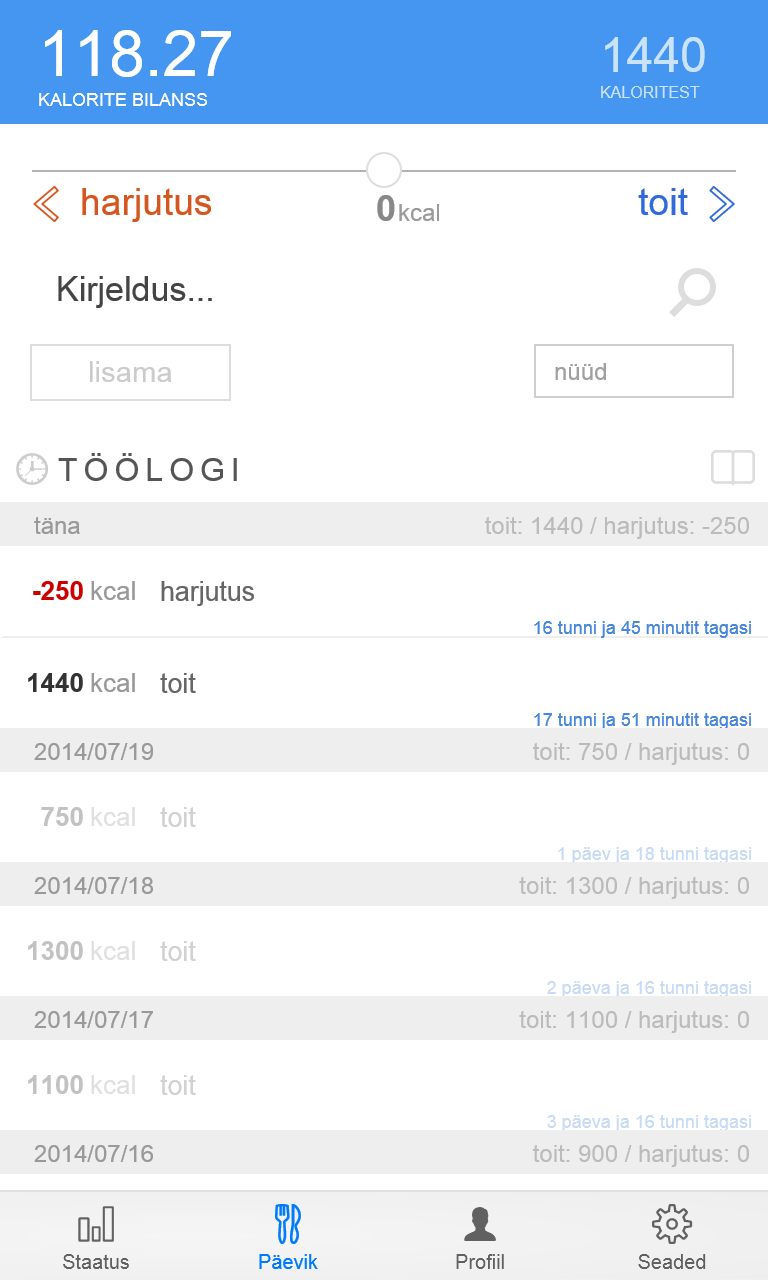 118.27 1440
KALORITE BILANSS KALORITEST
harjutus 0 kcal toit
Kirjeldus...
lisama nüüd
TÖÖLOGI
täna toit: 1440 / harjutus: -250
-250 kcal harjutus
16 tunni ja 45 minutit tagasi
1440 kcal toit
17 tunni ja 51 minutit tagasi
2014/07/19 toit: 750 / harjutus: 0
750 kcal toit
1 päev ja 18 tunni tagasi
2014/07/18 toit: 1300 / harjutus: 0
1300 kcal toit
2 päeva ja 16 tunni tagasi
2014/07/17 toit: 1100 / harjutus: 0
1100 kcal toit
3 päeva ja 16 tunni tagasi
2014/07/16 toit: 900 / harjutus: 0
Staatus Päevik Profiil Seaded